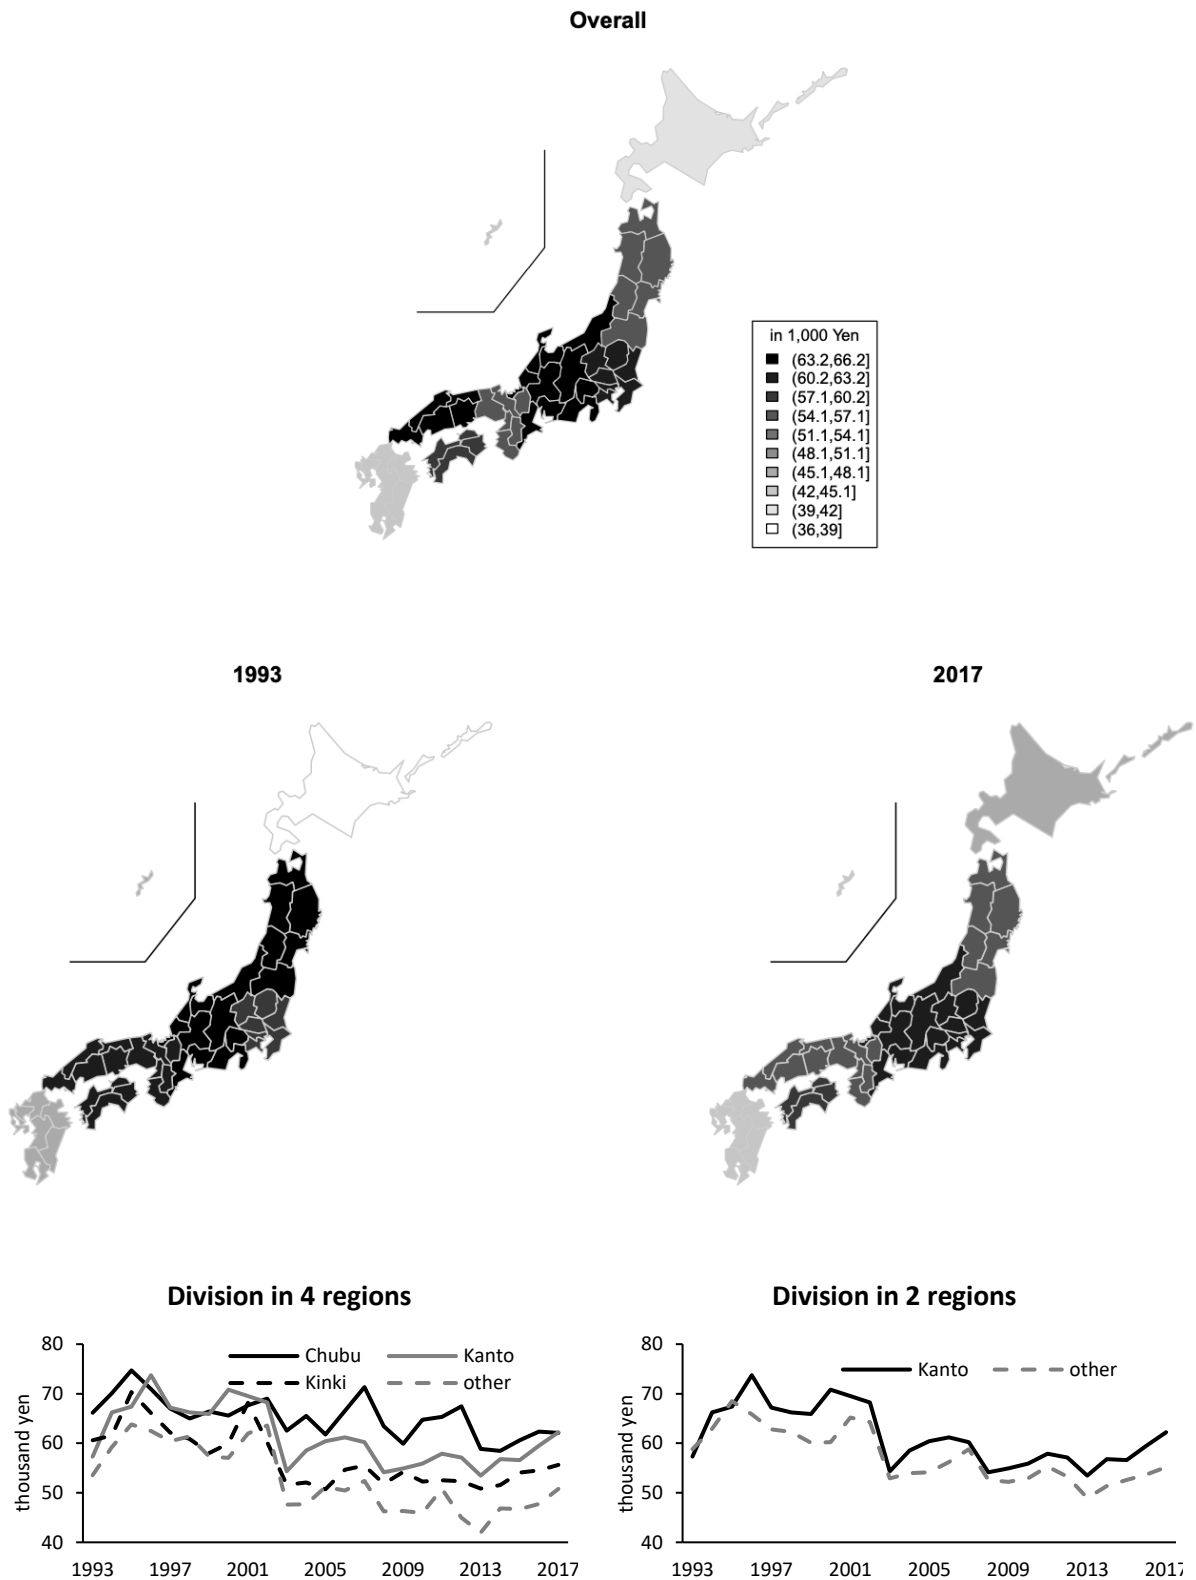 Overall
in 1,000 Yen
(63.2,66.2]
(60.2,63.2]
(57.1,60.2]
(54.1,57.1]
(51.1,54.1]
(48.1,51.1]
(45.1,48.1]
(42,45.1]
(39,42]
(36,39]
1993
2017
Division in 4 regions
80
70
60
50
40
thousand yen
Chubu
Kanto
Kinki
other
1993 1997 2001 2005 2009 2013 2017
Division in 2 regions
80
70
60
50
40
thousand yen
Kanto
other
1993 1997 2001 2005 2009 2013 2017